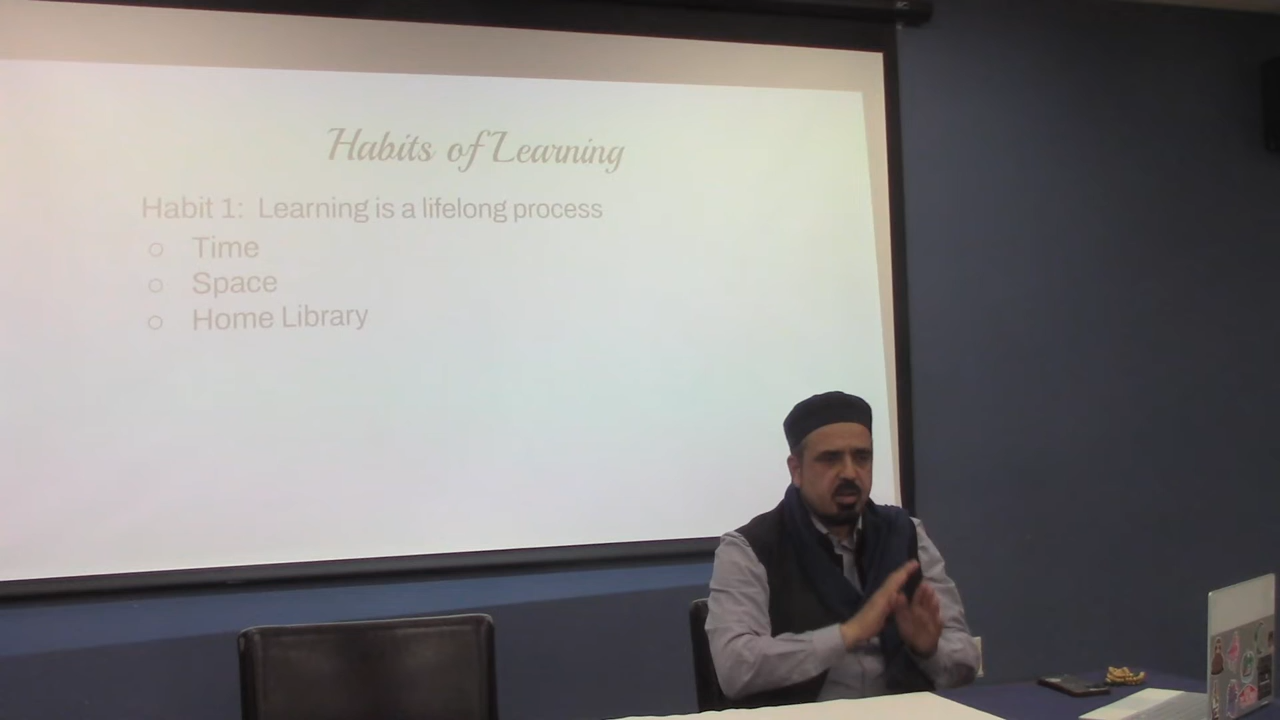 Habits of Learning
Habit 1: Learning is a lifelong process
○ Time
○ Space
○ Home Library